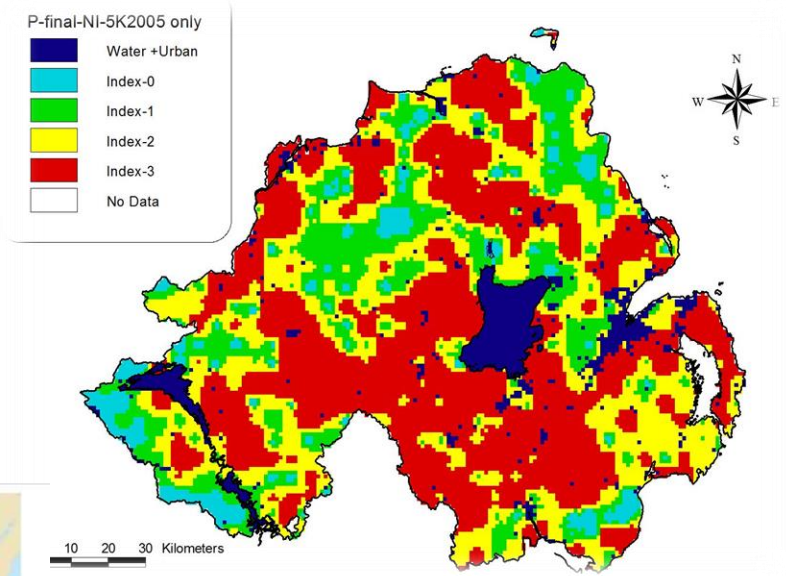 P-final-NI-5K2005 only
Water +Urban
Index-0
Index-1
Index-2
Index-3
No Data
N
W E
S
10 20 30 Kilometers